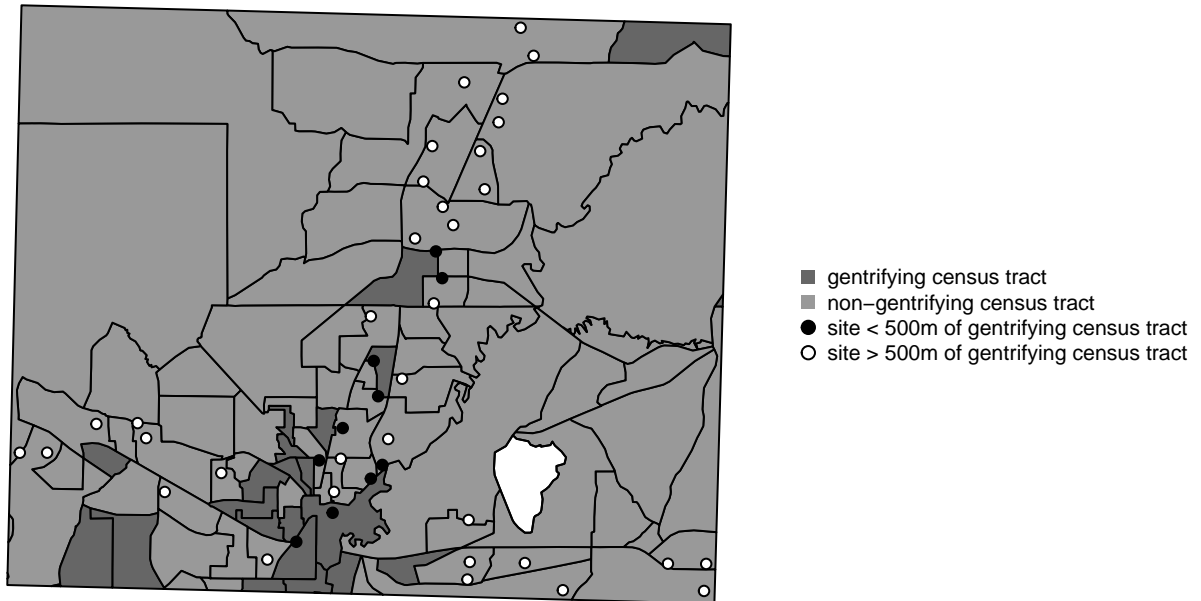 gentrifying census tract
non−gentrifying census tract
site < 500m of gentrifying census tract
site > 500m of gentrifying census tract